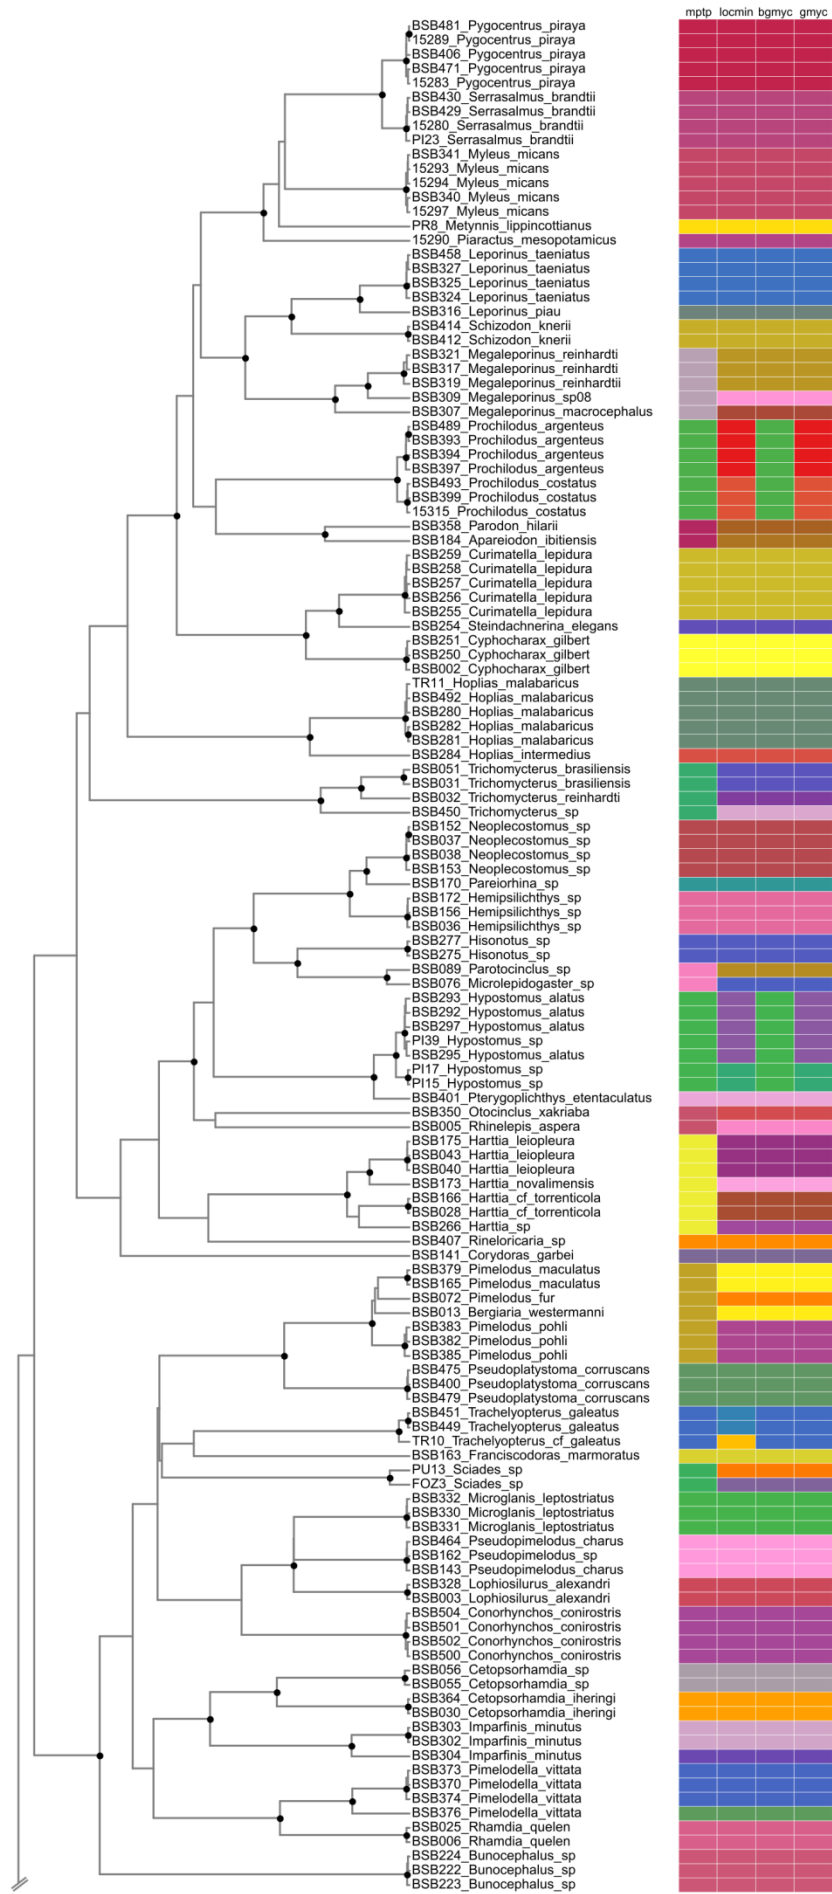 mptp locmin bgmyc gmyc
BSB481_Pygocentrus_piraya
15289_Pygocentrus_piraya
BSB406_Pygocentrus_piraya
BSB471_Pygocentrus_piraya
15283_Pygocentrus_piraya
BSB430_Serrasalmus_brandtii
BSB429_Serrasalmus_brandtii
15280_Serrasalmus_brandtii
PI23_Serrasalmus_brandtii
BSB341_Myleus_micans
15293_Myleus_micans
15294_Myleus_micans
BSB340_Myleus_micans
15297_Myleus_micans
PR8_Metynnis_lippincottianus
15290_Piaractus_mesopotamicus
BSB458_Leporinus_taeniatus
BSB327_Leporinus_taeniatus
BSB325_Leporinus_taeniatus
BSB324_Leporinus_taeniatus
BSB316_Leporinus_piau
BSB414_Schizodon_knerii
BSB412_Schizodon_knerii
BSB321_Megaleporinus_reinhardti
BSB317_Megaleporinus_reinhardti
BSB319_Megaleporinus_reinhardtii
BSB309_Megaleporinus_sp08
BSB307_Megaleporinus_macrocephalus
BSB489_Prochilodus_argenteus
BSB393_Prochilodus_argenteus
BSB394_Prochilodus_argenteus
BSB397_Prochilodus_argenteus
BSB493_Prochilodus_costatus
BSB399_Prochilodus_costatus
15315_Prochilodus_costatus
BSB358_Parodon_hilarii
BSB184_Apareiodon_ibitiensis
BSB259_Curimatella_lepidura
BSB258_Curimatella_lepidura
BSB257_Curimatella_lepidura
BSB256_Curimatella_lepidura
BSB255_Curimatella_lepidura
BSB254_Steindachnerina_elegans
BSB251_Cyphocharax_gilbert
BSB250_Cyphocharax_gilbert
BSB002_Cyphocharax_gilbert
TR11_Hoplias_malabaricus
BSB492_Hoplias_malabaricus
BSB280_Hoplias_malabaricus
BSB282_Hoplias_malabaricus
BSB281_Hoplias_malabaricus
BSB284_Hoplias_intermedius
BSB051_Trichomycterus_brasiliensis
BSB031_Trichomycterus_brasiliensis
BSB032_Trichomycterus_reinhardti
BSB450_Trichomycterus_sp
BSB152_Neoplecostomus_sp
BSB037_Neoplecostomus_sp
BSB038_Neoplecostomus_sp
BSB153_Neoplecostomus_sp
BSB170_Pareiorhina_sp
BSB172_Hemipsilichthys_sp
BSB156_Hemipsilichthys_sp
BSB036_Hemipsilichthys_sp
BSB277_Hisonotus_sp
BSB275_Hisonotus_sp
BSB089_Parotocinclus_sp
BSB076_Microlepidogaster_sp
BSB293_Hypostomus_alatus
BSB292_Hypostomus_alatus
BSB297_Hypostomus_alatus
PI39_Hypostomus_sp
BSB295_Hypostomus_alatus
PI17_Hypostomus_sp
PI15_Hypostomus_sp
BSB401_Pterygoplichthys_etentaculatus
BSB350_Otocinclus_xakriaba
BSB005_Rhinelepis_aspera
BSB175_Harttia_leiopleura
BSB043_Harttia_leiopleura
BSB040_Harttia_leiopleura
BSB173_Harttia_novalimensis
BSB166_Harttia_cf_torrenticola
BSB028_Harttia_cf_torrenticola
BSB266_Harttia_sp
BSB407_Rineloricaria_sp
BSB141_Corydoras_garbei
BSB379_Pimelodus_maculatus
BSB165_Pimelodus_maculatus
BSB072_Pimelodus_fur
BSB013_Bergiaria_westermanni
BSB383_Pimelodus_pohli
BSB382_Pimelodus_pohli
BSB385_Pimelodus_pohli
BSB475_Pseudoplatystoma_corruscans
BSB400_Pseudoplatystoma_corruscans
BSB479_Pseudoplatystoma_corruscans
BSB451_Trachelyopterus_galeatus
BSB449_Trachelyopterus_galeatus
TR10_Trachelyopterus_cf_galeatus
BSB163_Franciscodoras_marmoratus
PU13_Sciades_sp
FOZ3_Sciades_sp
BSB332_Microglanis_leptostriatus
BSB330_Microglanis_leptostriatus
BSB331_Microglanis_leptostriatus
BSB464_Pseudopimelodus_charus
BSB162_Pseudopimelodus_sp
BSB143_Pseudopimelodus_charus
BSB328_Lophiosilurus_alexandri
BSB003_Lophiosilurus_alexandri
BSB504_Conorhynchos_conirostris
BSB501_Conorhynchos_conirostris
BSB502_Conorhynchos_conirostris
BSB500_Conorhynchos_conirostris
BSB056_Cetopsorhamdia_sp
BSB055_Cetopsorhamdia_sp
BSB364_Cetopsorhamdia_iheringi
BSB030_Cetopsorhamdia_iheringi
BSB303_Imparfinis_minutus
BSB302_Imparfinis_minutus
BSB304_Imparfinis_minutus
BSB373_Pimelodella_vittata
BSB370_Pimelodella_vittata
BSB374_Pimelodella_vittata
BSB376_Pimelodella_vittata
BSB025_Rhamdia_quelen
BSB006_Rhamdia_quelen
BSB224_Bunocephalus_sp
BSB222_Bunocephalus_sp
BSB223_Bunocephalus_sp